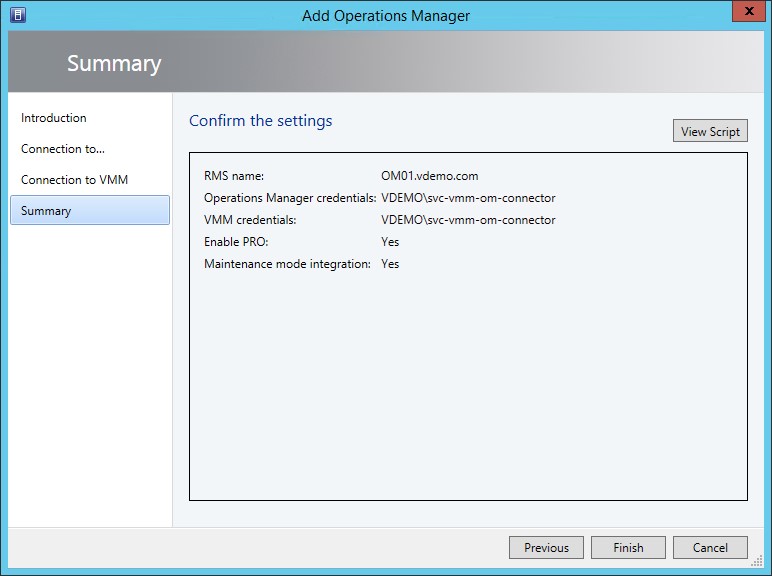 Add Operations Manager
x
Summary
Introduction
Connection to...
Connection to VMM
Summary
Confirm the settings
View Script
RMS name: OM01.vdemo.com
Operations Manager credentials: VDEMO\svc-vmm-om-connector
VMM credentials: VDEMO\svc-vmm-om-connector
Enable PRO: Yes
Maintenance mode integration: Yes
Previous Finish Cancel